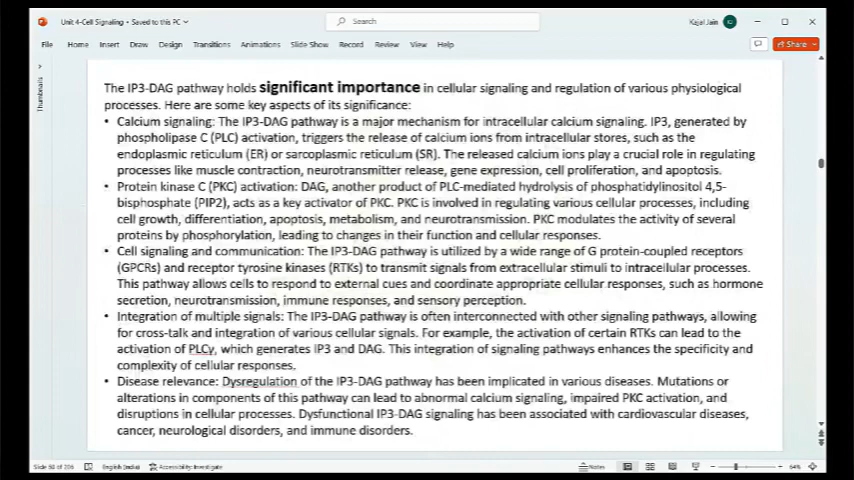 Unit 4-Cell Signaling • Saved to this PC
Search
Kajal Jain
File Home Insert Draw Design Transitions Animations Slide Show Record Review View Help
Share
Thumbnails
The IP3-DAG pathway holds significant importance in cellular signaling and regulation of various physiological
processes. Here are some key aspects of its significance:
• Calcium signaling: The IP3-DAG pathway is a major mechanism for intracellular calcium signaling. IP3, generated by
phospholipase C (PLC) activation, triggers the release of calcium ions from intracellular stores, such as the
endoplasmic reticulum (ER) or sarcoplasmic reticulum (SR). The released calcium ions play a crucial role in regulating
processes like muscle contraction, neurotransmitter release, gene expression, cell proliferation, and apoptosis.
• Protein kinase C (PKC) activation: DAG, another product of PLC-mediated hydrolysis of phosphatidylinositol 4,5-
bisphosphate (PIP2), acts as a key activator of PKC. PKC is involved in regulating various cellular processes, including
cell growth, differentiation, apoptosis, metabolism, and neurotransmission. PKC modulates the activity of several
proteins by phosphorylation, leading to changes in their function and cellular responses.
• Cell signaling and communication: The IP3-DAG pathway is utilized by a wide range of G protein-coupled receptors
(GPCRs) and receptor tyrosine kinases (RTKs) to transmit signals from extracellular stimuli to intracellular processes.
This pathway allows cells to respond to external cues and coordinate appropriate cellular responses, such as hormone
secretion, neurotransmission, immune responses, and sensory perception.
• Integration of multiple signals: The IP3-DAG pathway is often interconnected with other signaling pathways, allowing
for cross-talk and integration of various cellular signals. For example, the activation of certain RTKs can lead to the
activation of PLCγ, which generates IP3 and DAG. This integration of signaling pathways enhances the specificity and
complexity of cellular responses.
• Disease relevance: Dysregulation of the IP3-DAG pathway has been implicated in various diseases. Mutations or
alterations in components of this pathway can lead to abnormal calcium signaling, impaired PKC activation, and
disruptions in cellular processes. Dysfunctional IP3-DAG signaling has been associated with cardiovascular diseases,
cancer, neurological disorders, and immune disorders.
English (India) Accessibility: Investigate Notes 64%